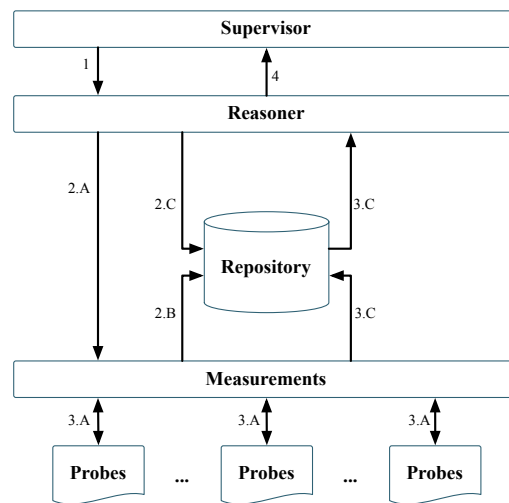 Supervisor
1
4
Reasoner
2.A
2.C
3.C
Repository
2.B
3.C
Measurements
3.A
3.A
3.A
Probes ... Probes ... Probes